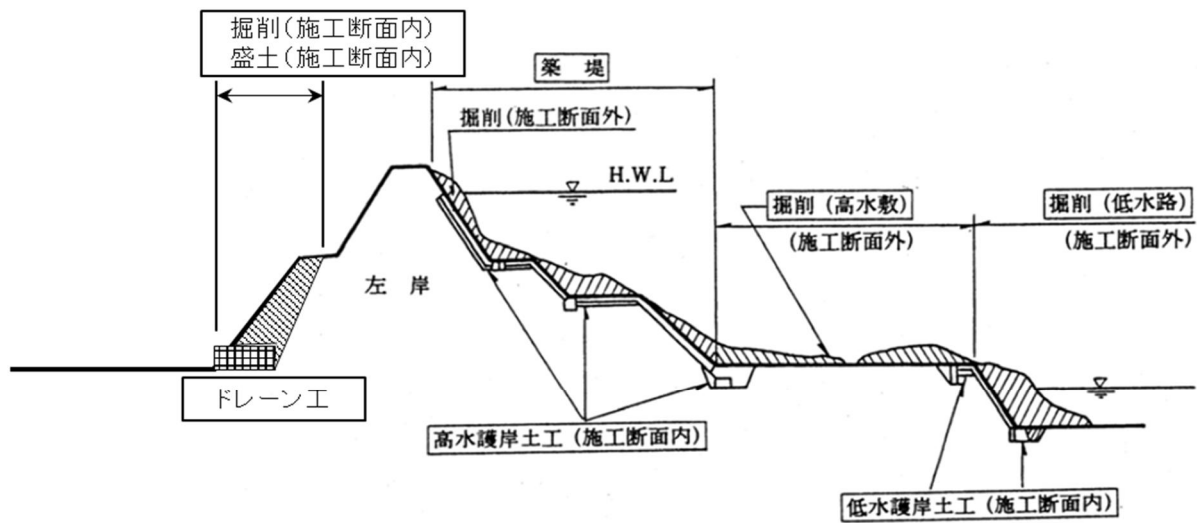 掘削(施工断面内)
盛土(施工断面内)
築 堤
掘削(施工断面外)
H.W.L
掘削(高水敷)
(施工断面外)
掘削(低水路)
(施工断面外)
左 岸
ドレーン工
高水護岸土工(施工断面内)
低水護岸土工(施工断面内)